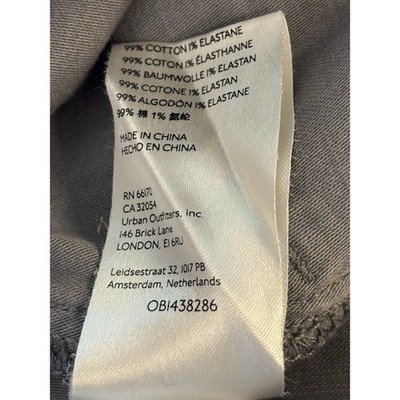 99% COTTON 1% ELASTANE
99% COTON 1% ÉLASTHANNE
99% BAUMWOLLE 1% ELASTAN
99% COTONE 1% ELASTAN
99% ALGODÓN 1% ELASTANE
99% 棉 1% 氨纶
MADE IN CHINA
HECHO EN CHINA
RN 66170
CA 32054
Urban Outfitters, Inc.
146 Brick Lane
LONDON, E1 6RU
Leidsestraat 32, 1017 PB
Amsterdam, Netherlands
OB1438286